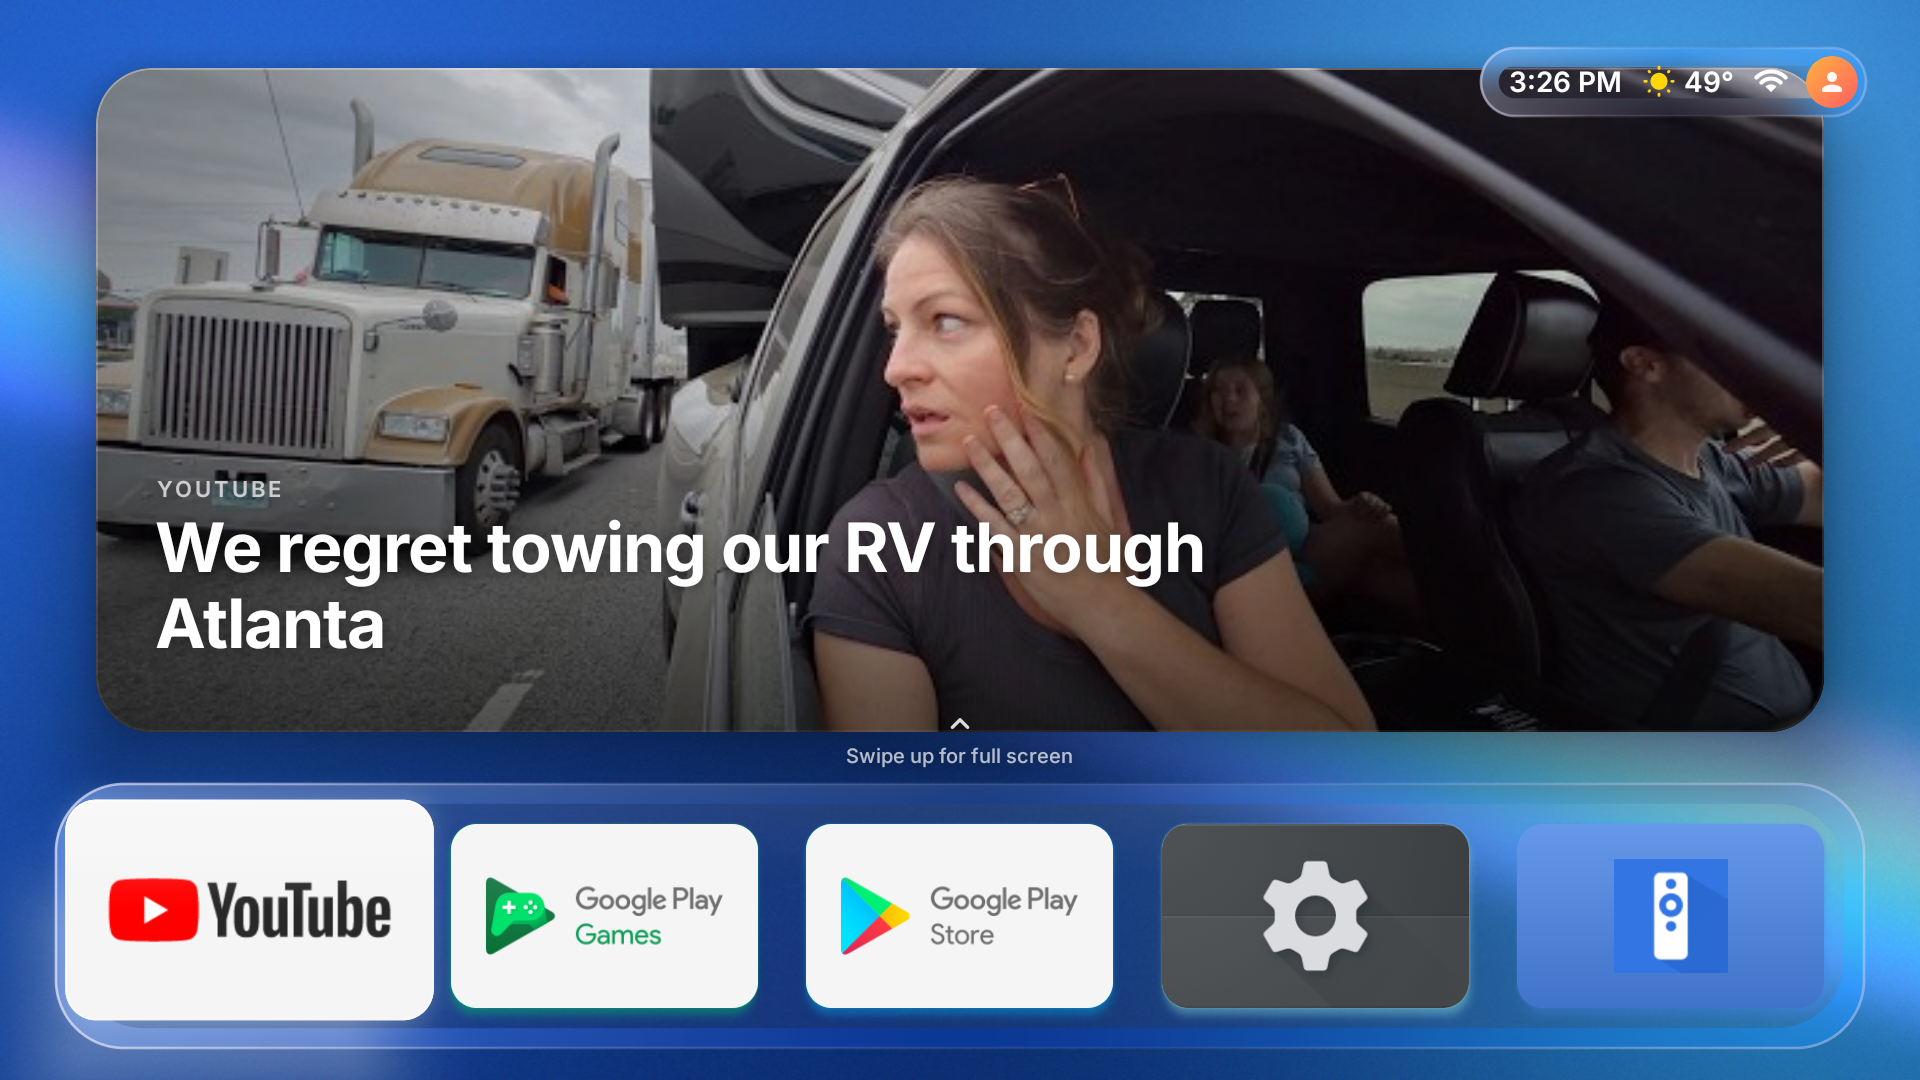 3:26 PM 49°
YOUTUBE
We regret towing our RV through
Atlanta
Swipe up for full screen
YouTube
Google Play
Games
Google Play
Store